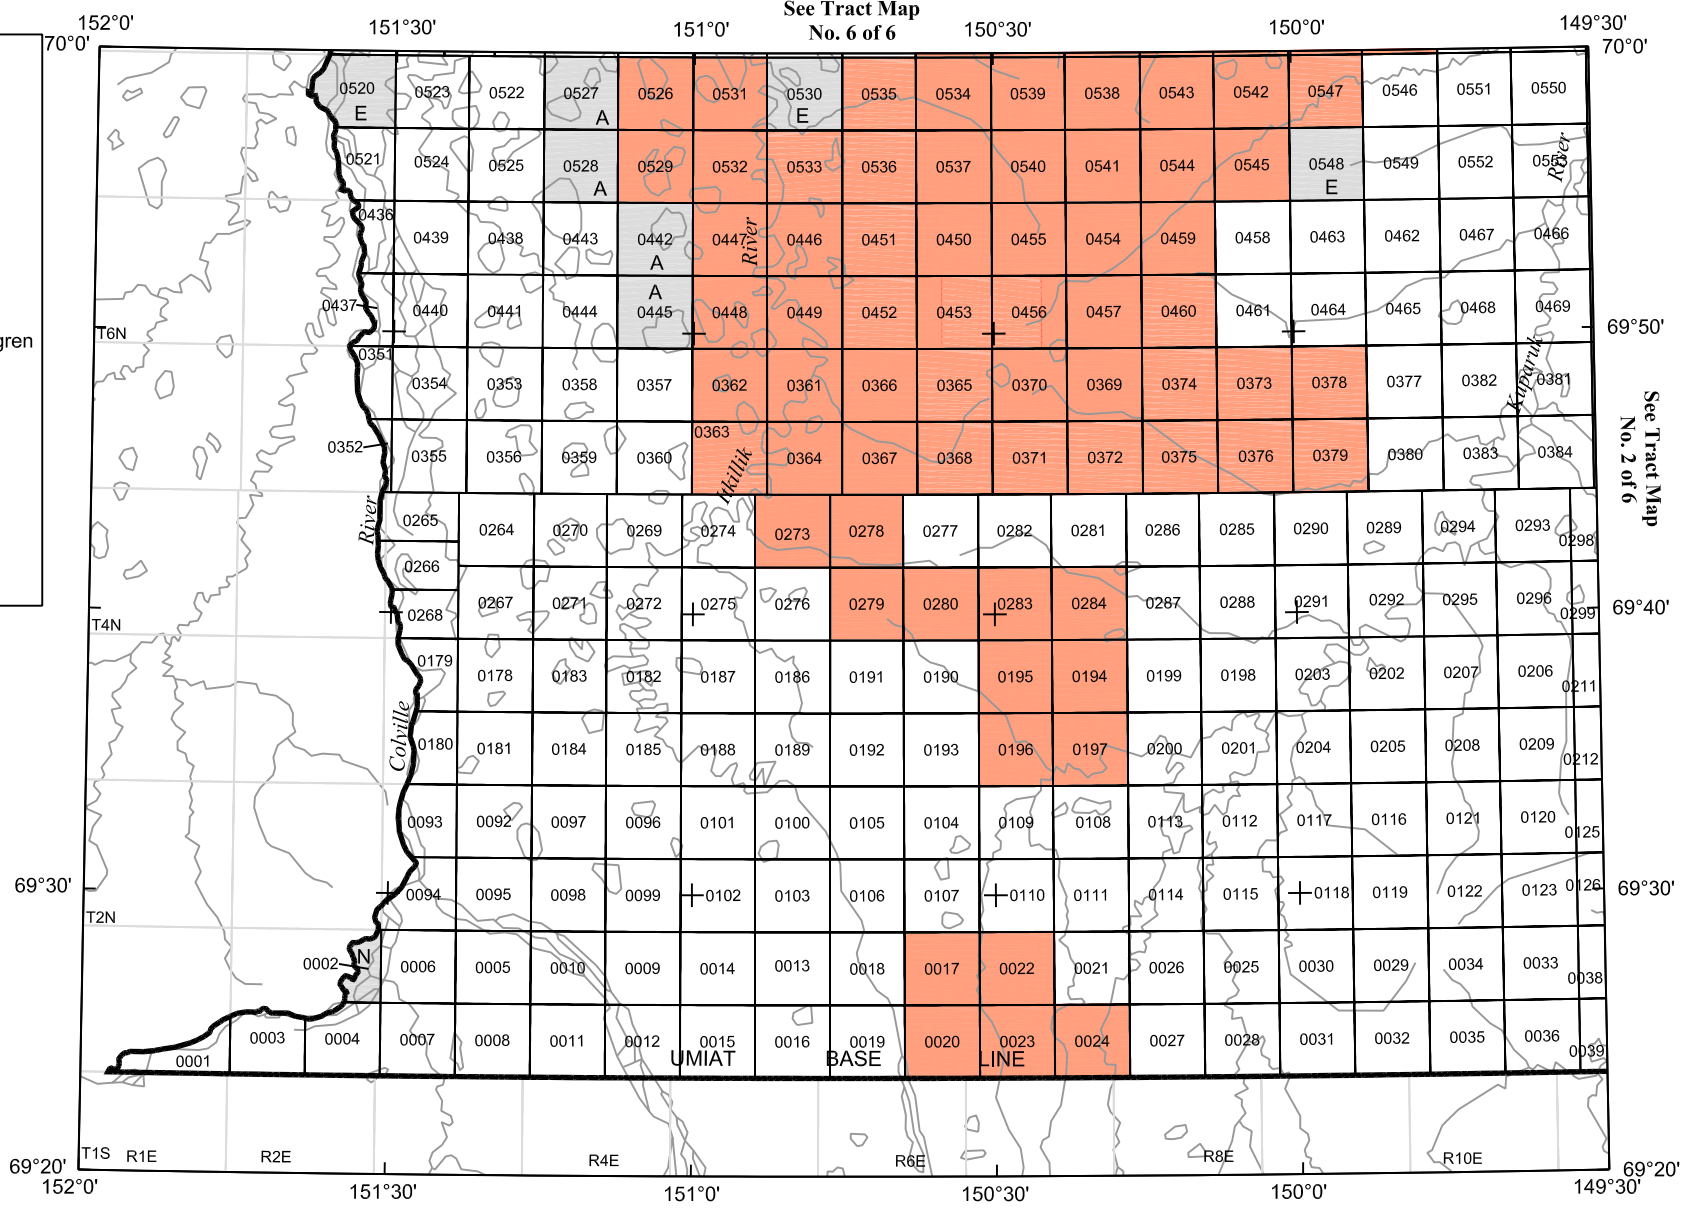 See Tract Map
No. 6 of 6
152°0' 151°30' 151°0' 150°30' 150°0' 149°30'
70°0' 70°0'
0520 0523 0522 0527 0526 0531 0530 0535 0534 0539 0538 0543 0542 0547 0546 0551 0550
E A E
0521 0524 0525 0528 0529 0532 0533 0536 0537 0540 0541 0544 0545 0548 0549 0552
A E
River
0436 0439 0438 0443 0442 0447 0446 0451 0450 0455 0454 0459 0458 0463 0462 0467 0466
A
River
0437 0440 0441 0444 0445 0448 0449 0452 0453 0456 0457 0460 0461 0464 0465 0468 0469
A
T6N 69°50'
gren
0351 0354 0353 0358 0357 0362 0361 0366 0365 0370 0369 0374 0373 0378 0377 0382 0381
Kuparuk
See Tract Map
No. 2 of 6
0352 0355 0356 0359 0360 0363 0364 0367 0368 0371 0372 0375 0376 0379 0380 0383 0384
Itkillik
River
0265 0264 0270 0269 0274 0273 0278 0277 0282 0281 0286 0285 0290 0289 0294 0293 0298
0266
0268 0267 0271 0272 0275 0276 0279 0280 0283 0284 0287 0288 0291 0292 0295 0296 0299
T4N 69°40'
0179 0178 0183 0182 0187 0186 0191 0190 0195 0194 0199 0198 0203 0202 0207 0206 0211
Colville
0180 0181 0184 0185 0188 0189 0192 0193 0196 0197 0200 0201 0204 0205 0208 0209 0212
0093 0092 0097 0096 0101 0100 0105 0104 0109 0108 0113 0112 0117 0116 0121 0120 0125
69°30' 0094 0095 0098 0099 0102 0103 0106 0107 0110 0111 0114 0115 0118 0119 0122 0123 0126 69°30'
T2N
0002 N 0006 0005 0010 0009 0014 0013 0018 0017 0022 0021 0026 0025 0030 0029 0034 0033 0038
0001 0003 0004 0007 0008 0011 0012 0015 0016 0019 0020 0023 0024 0027 0028 0031 0032 0035 0036 0039
UMIAT BASE LINE
T1S R1E R2E R4E R6E R8E R10E
69°20' 69°20'
152°0' 151°30' 151°0' 150°30' 150°0' 149°30'